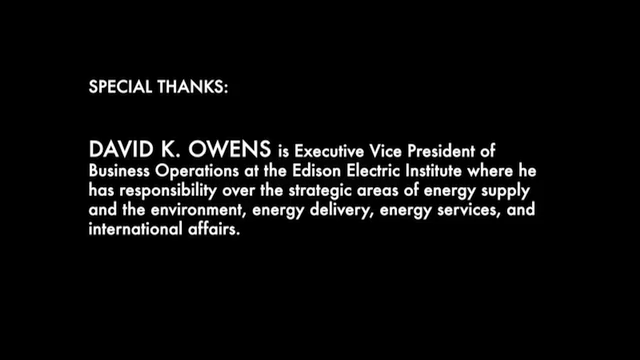 SPECIAL THANKS:
DAVID K. OWENS is Executive Vice President of
Business Operations at the Edison Electric Institute where he
has responsibility over the strategic areas of energy supply
and the environment, energy delivery, energy services, and
international affairs.